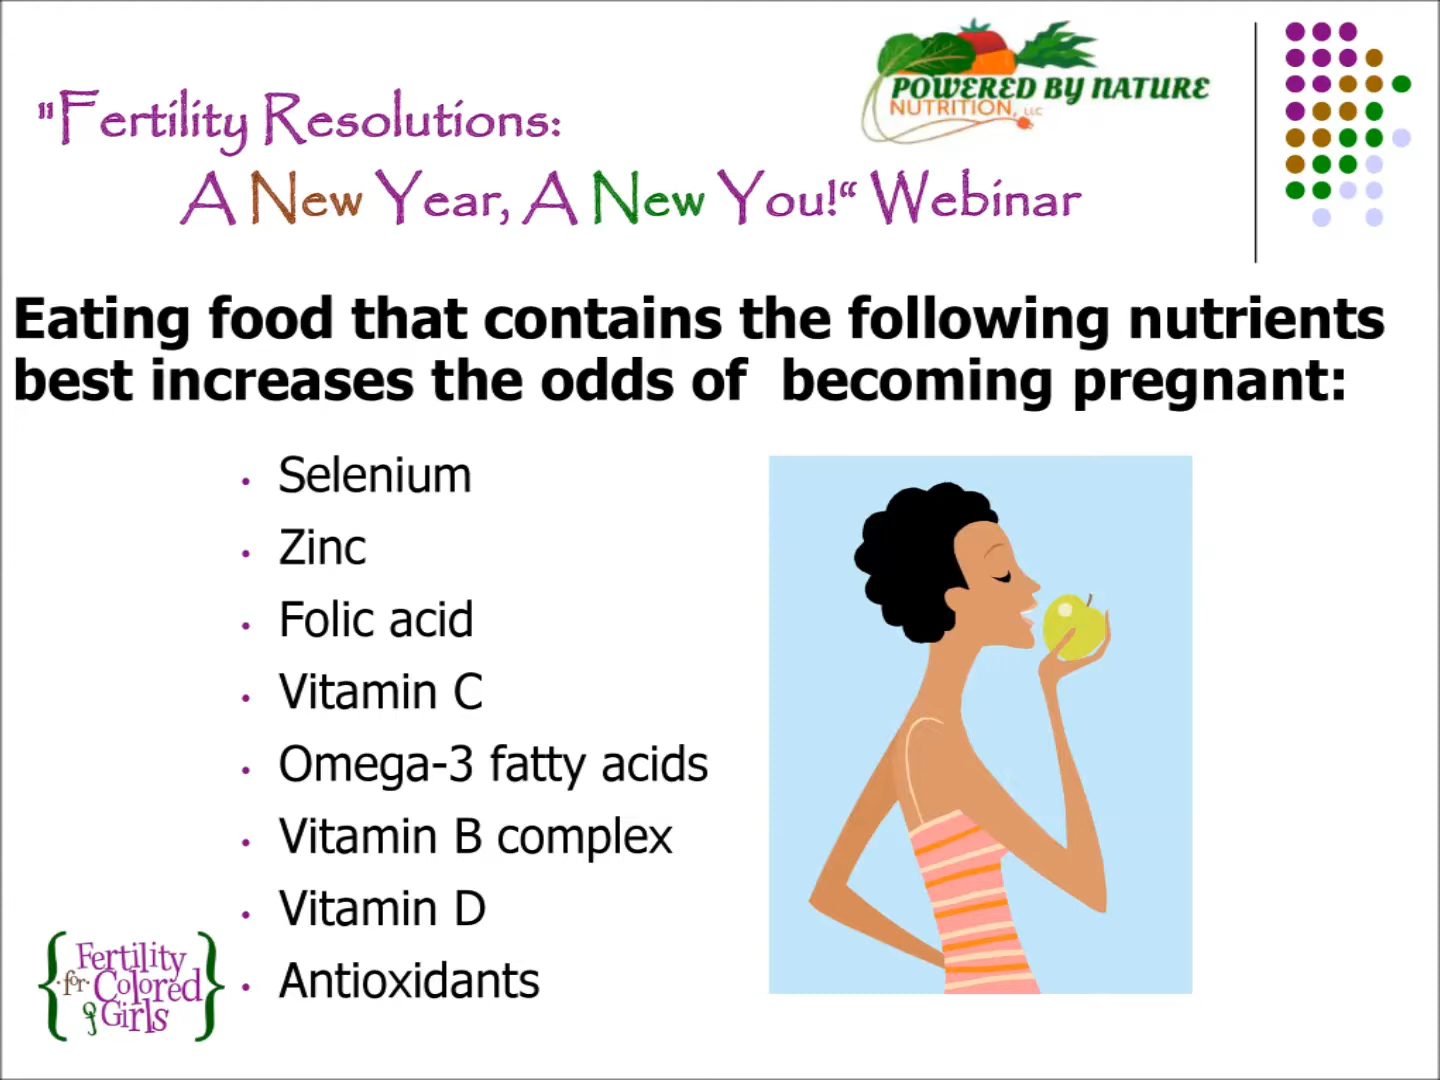 "Fertility Resolutions:
A New Year, A New You!“ Webinar
POWERED BY NATURE
NUTRITION, LLC
Eating food that contains the following nutrients
best increases the odds of  becoming pregnant:
• Selenium
• Zinc
• Folic acid
• Vitamin C
• Omega-3 fatty acids
• Vitamin B complex
• Vitamin D
• Antioxidants
Fertility
·for·Colored
Girls